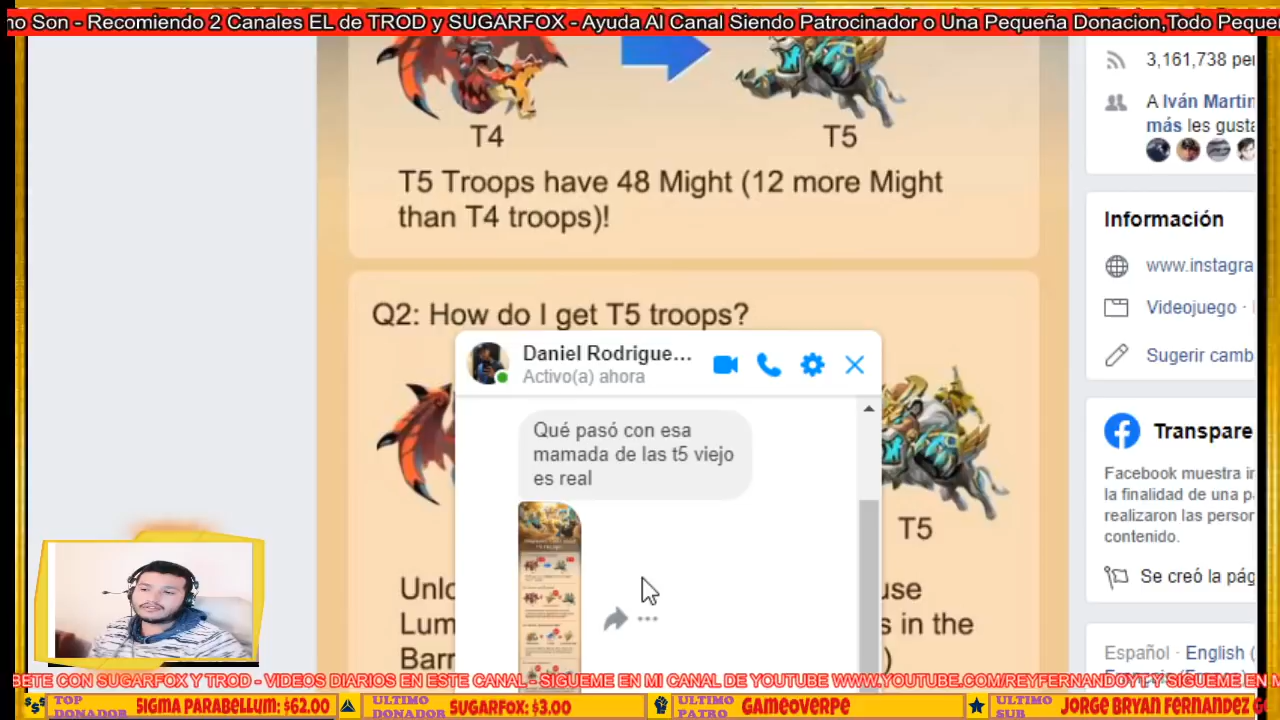 no Son - Recomiendo 2 Canales EL de TROD y SUGARFOX - Ayuda Al Canal Siendo Patrocinador o Una Pequeña Donacion,Todo Peque
T4
T5
T5 Troops have 48 Might (12 more Might
than T4 troops)!
Q2: How do I get T5 troops?
T5
Unlo
use
Lum
s in the
Barr
)
Daniel Rodrigue...
Activo(a) ahora
Qué pasó con esa
mamada de las t5 viejo
es real
3,161,738 per
A Iván Martin
más les gusta
Información
www.instagra
Videojuego ·
Sugerir camb
Transpare
Facebook muestra in
la finalidad de una pá
realizaron las person
contenido.
Se creó la pág
Español · English (
BETE CON SUGARFOX Y TROD - VIDEOS DIARIOS EN ESTE CANAL - SIGUEME EN MI CANAL DE YOUTUBE WWW.YOUTUBE.COM/REYFERNANDOYT Y SIGUEME EN M
TOP
DONADOR
SIGMA PARABELLUM: $62.00
ULTIMO
DONADOR
SUGARFOX: $3.00
ULTIMO
PATRO
GAMEOVERPE
ULTIMO
SUB
JORGE BRYAN FERNANDEZ